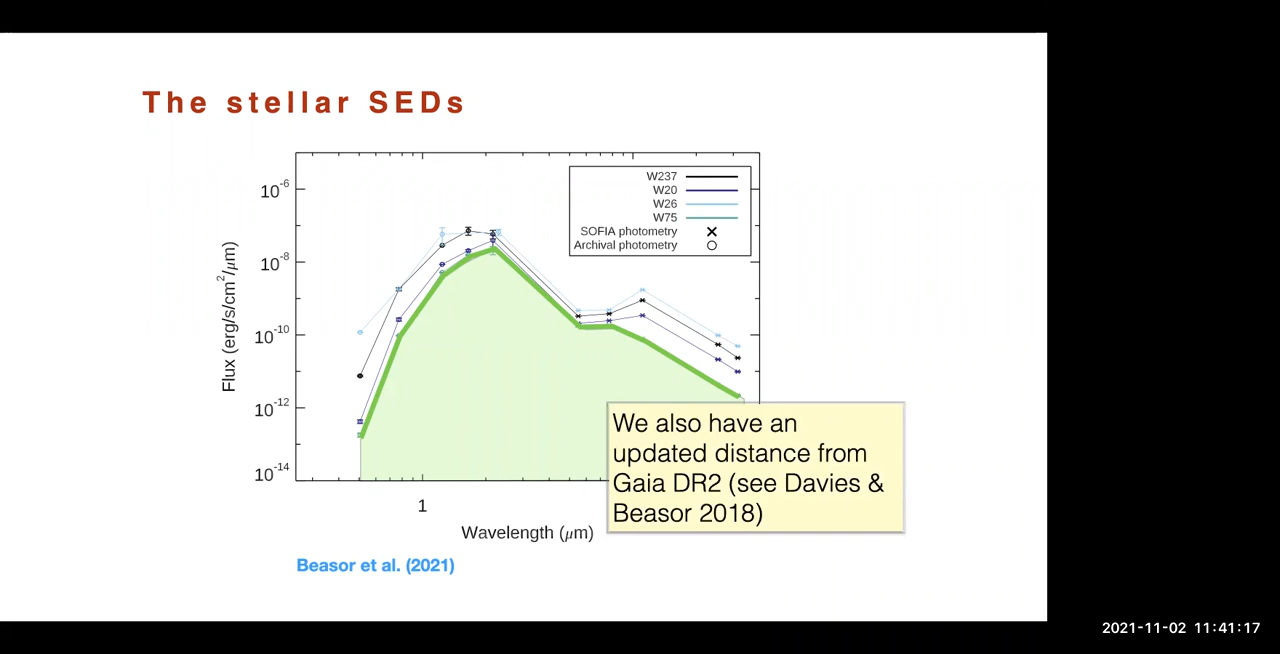 The stellar SEDs
10-6
10-8
10-10
10-12
10-14
Flux (erg/s/cm2/μm)
W237
W20
W26
W75
SOFIA photometry
Archival photometry
1
Wavelength (μm)
We also have an
updated distance from
Gaia DR2 (see Davies &
Beasor 2018)
Beasor et al. (2021)
2021-11-02 11:41:17